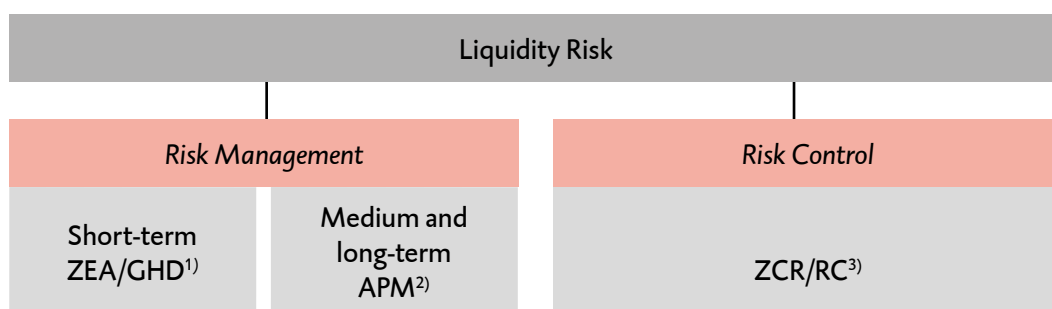 Liquidity Risk
Risk Management
Risk Control
Short-term
ZEA/GHD1)
Medium and
long-term
APM2)
ZCR/RC3)